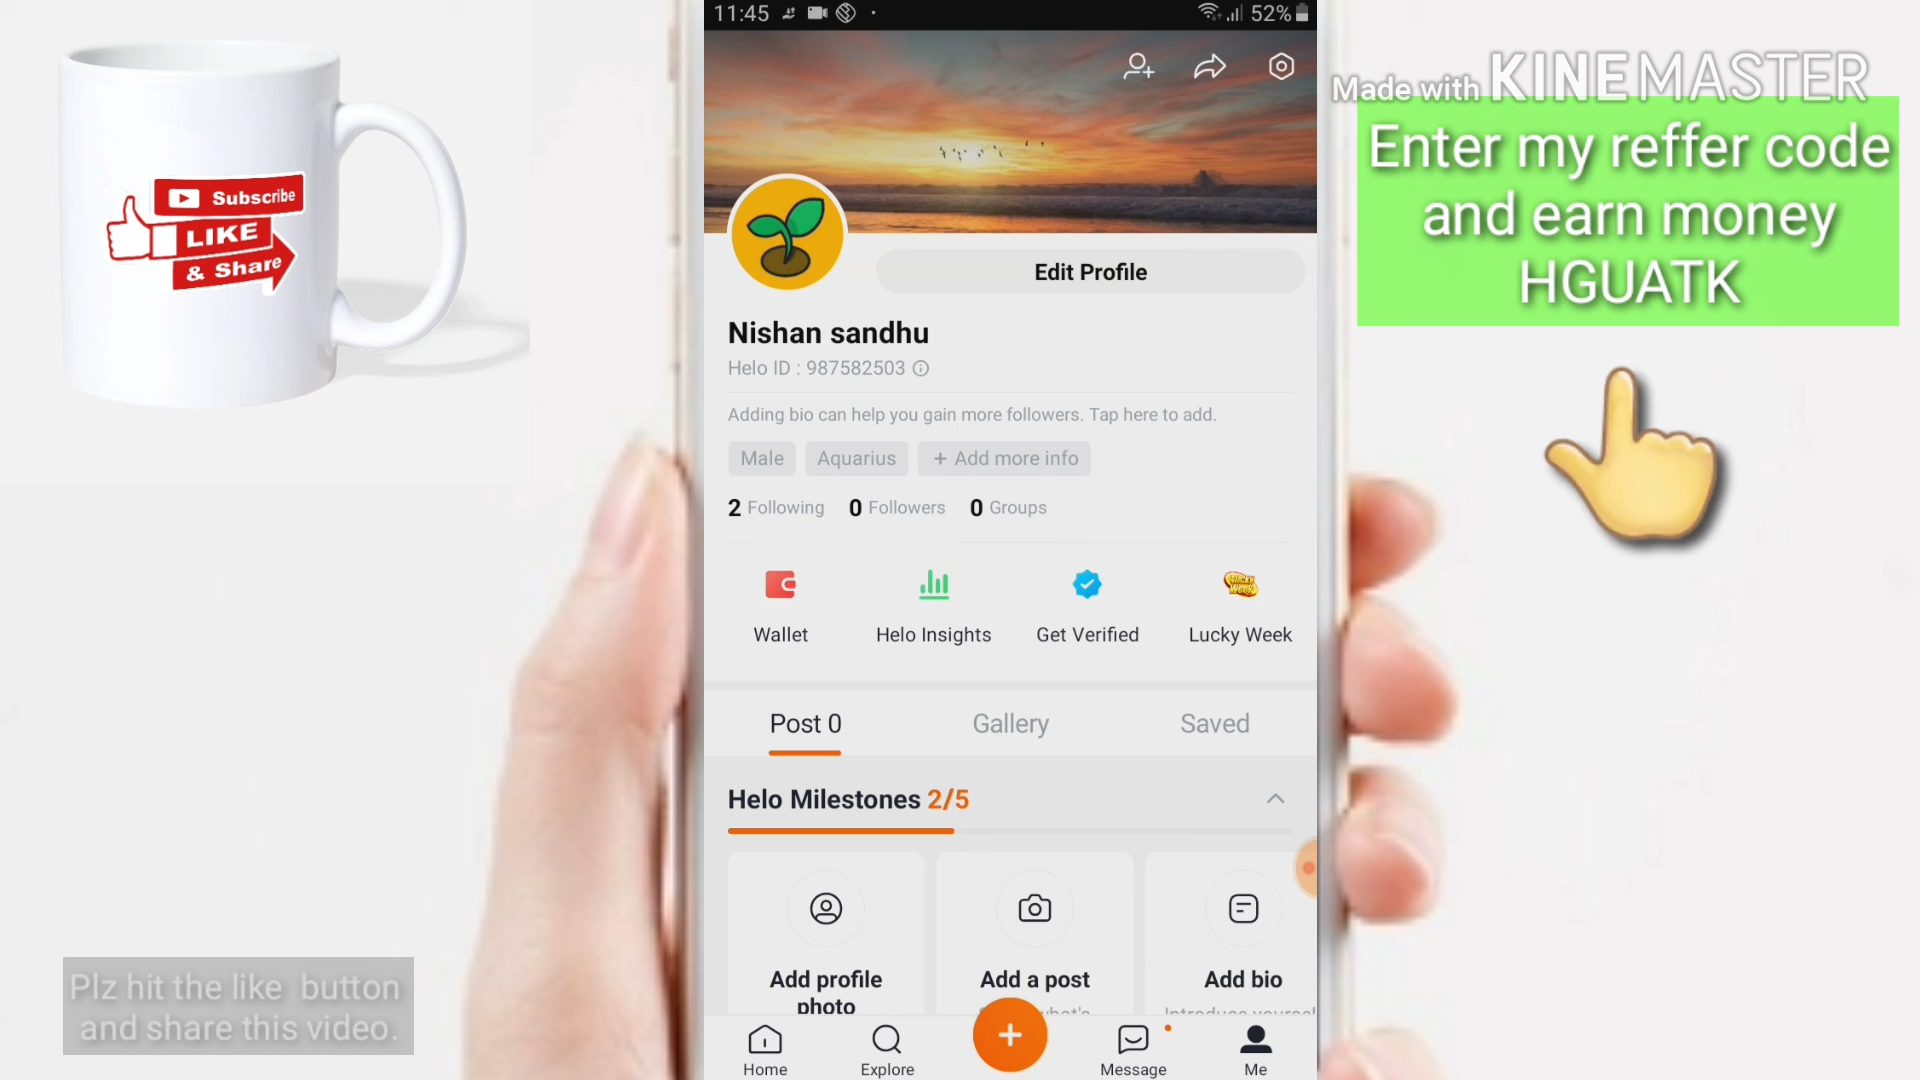 11:45
52%
Made with KINEMASTER
Enter my reffer code
and earn money
HGUATK
Subscribe
LIKE
& Share
Edit Profile
Nishan sandhu
Helo ID : 987582503
Adding bio can help you gain more followers. Tap here to add.
Male
Aquarius
+ Add more info
2 Following
0 Followers
0 Groups
Wallet
Helo Insights
Get Verified
Lucky Week
Post 0
Gallery
Saved
Helo Milestones 2/5
Add profile
photo
Add a post
Add bio
Plz hit the like button
and share this video.
Home
Explore
Message
Me